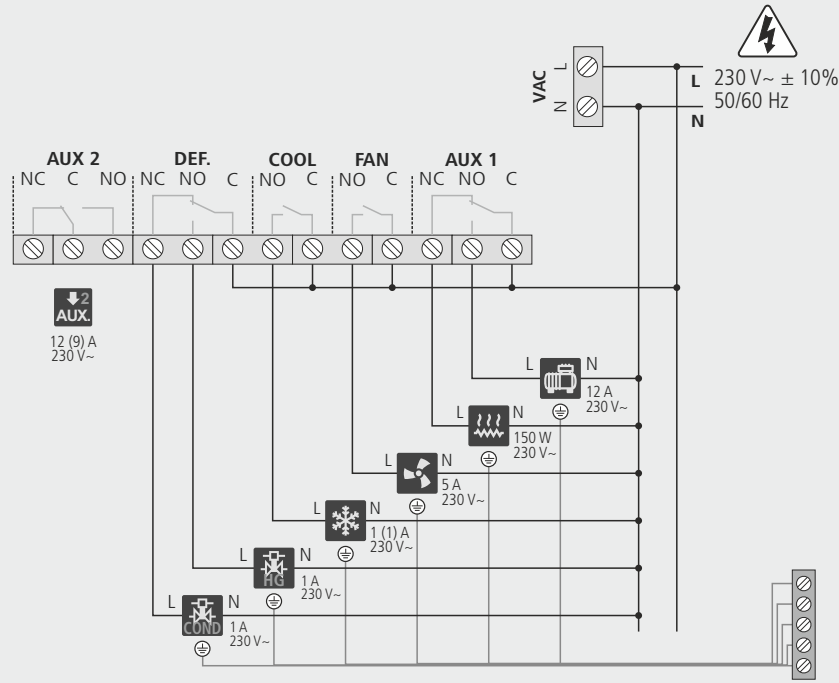 VAC
L
N
L
230 V~ ± 10%
50/60 Hz
N
AUX 2
DEF.
COOL
FAN
AUX 1
NC C NO NC NO C NO C NO C NC NO C
2
AUX.
12 (9) A
230 V~
L N
12 A
230 V~
L N
150 W
230 V~
L N
5 A
230 V~
L N
1 (1) A
230 V~
L N
HG
1 A
230 V~
L N
COND
1 A
230 V~